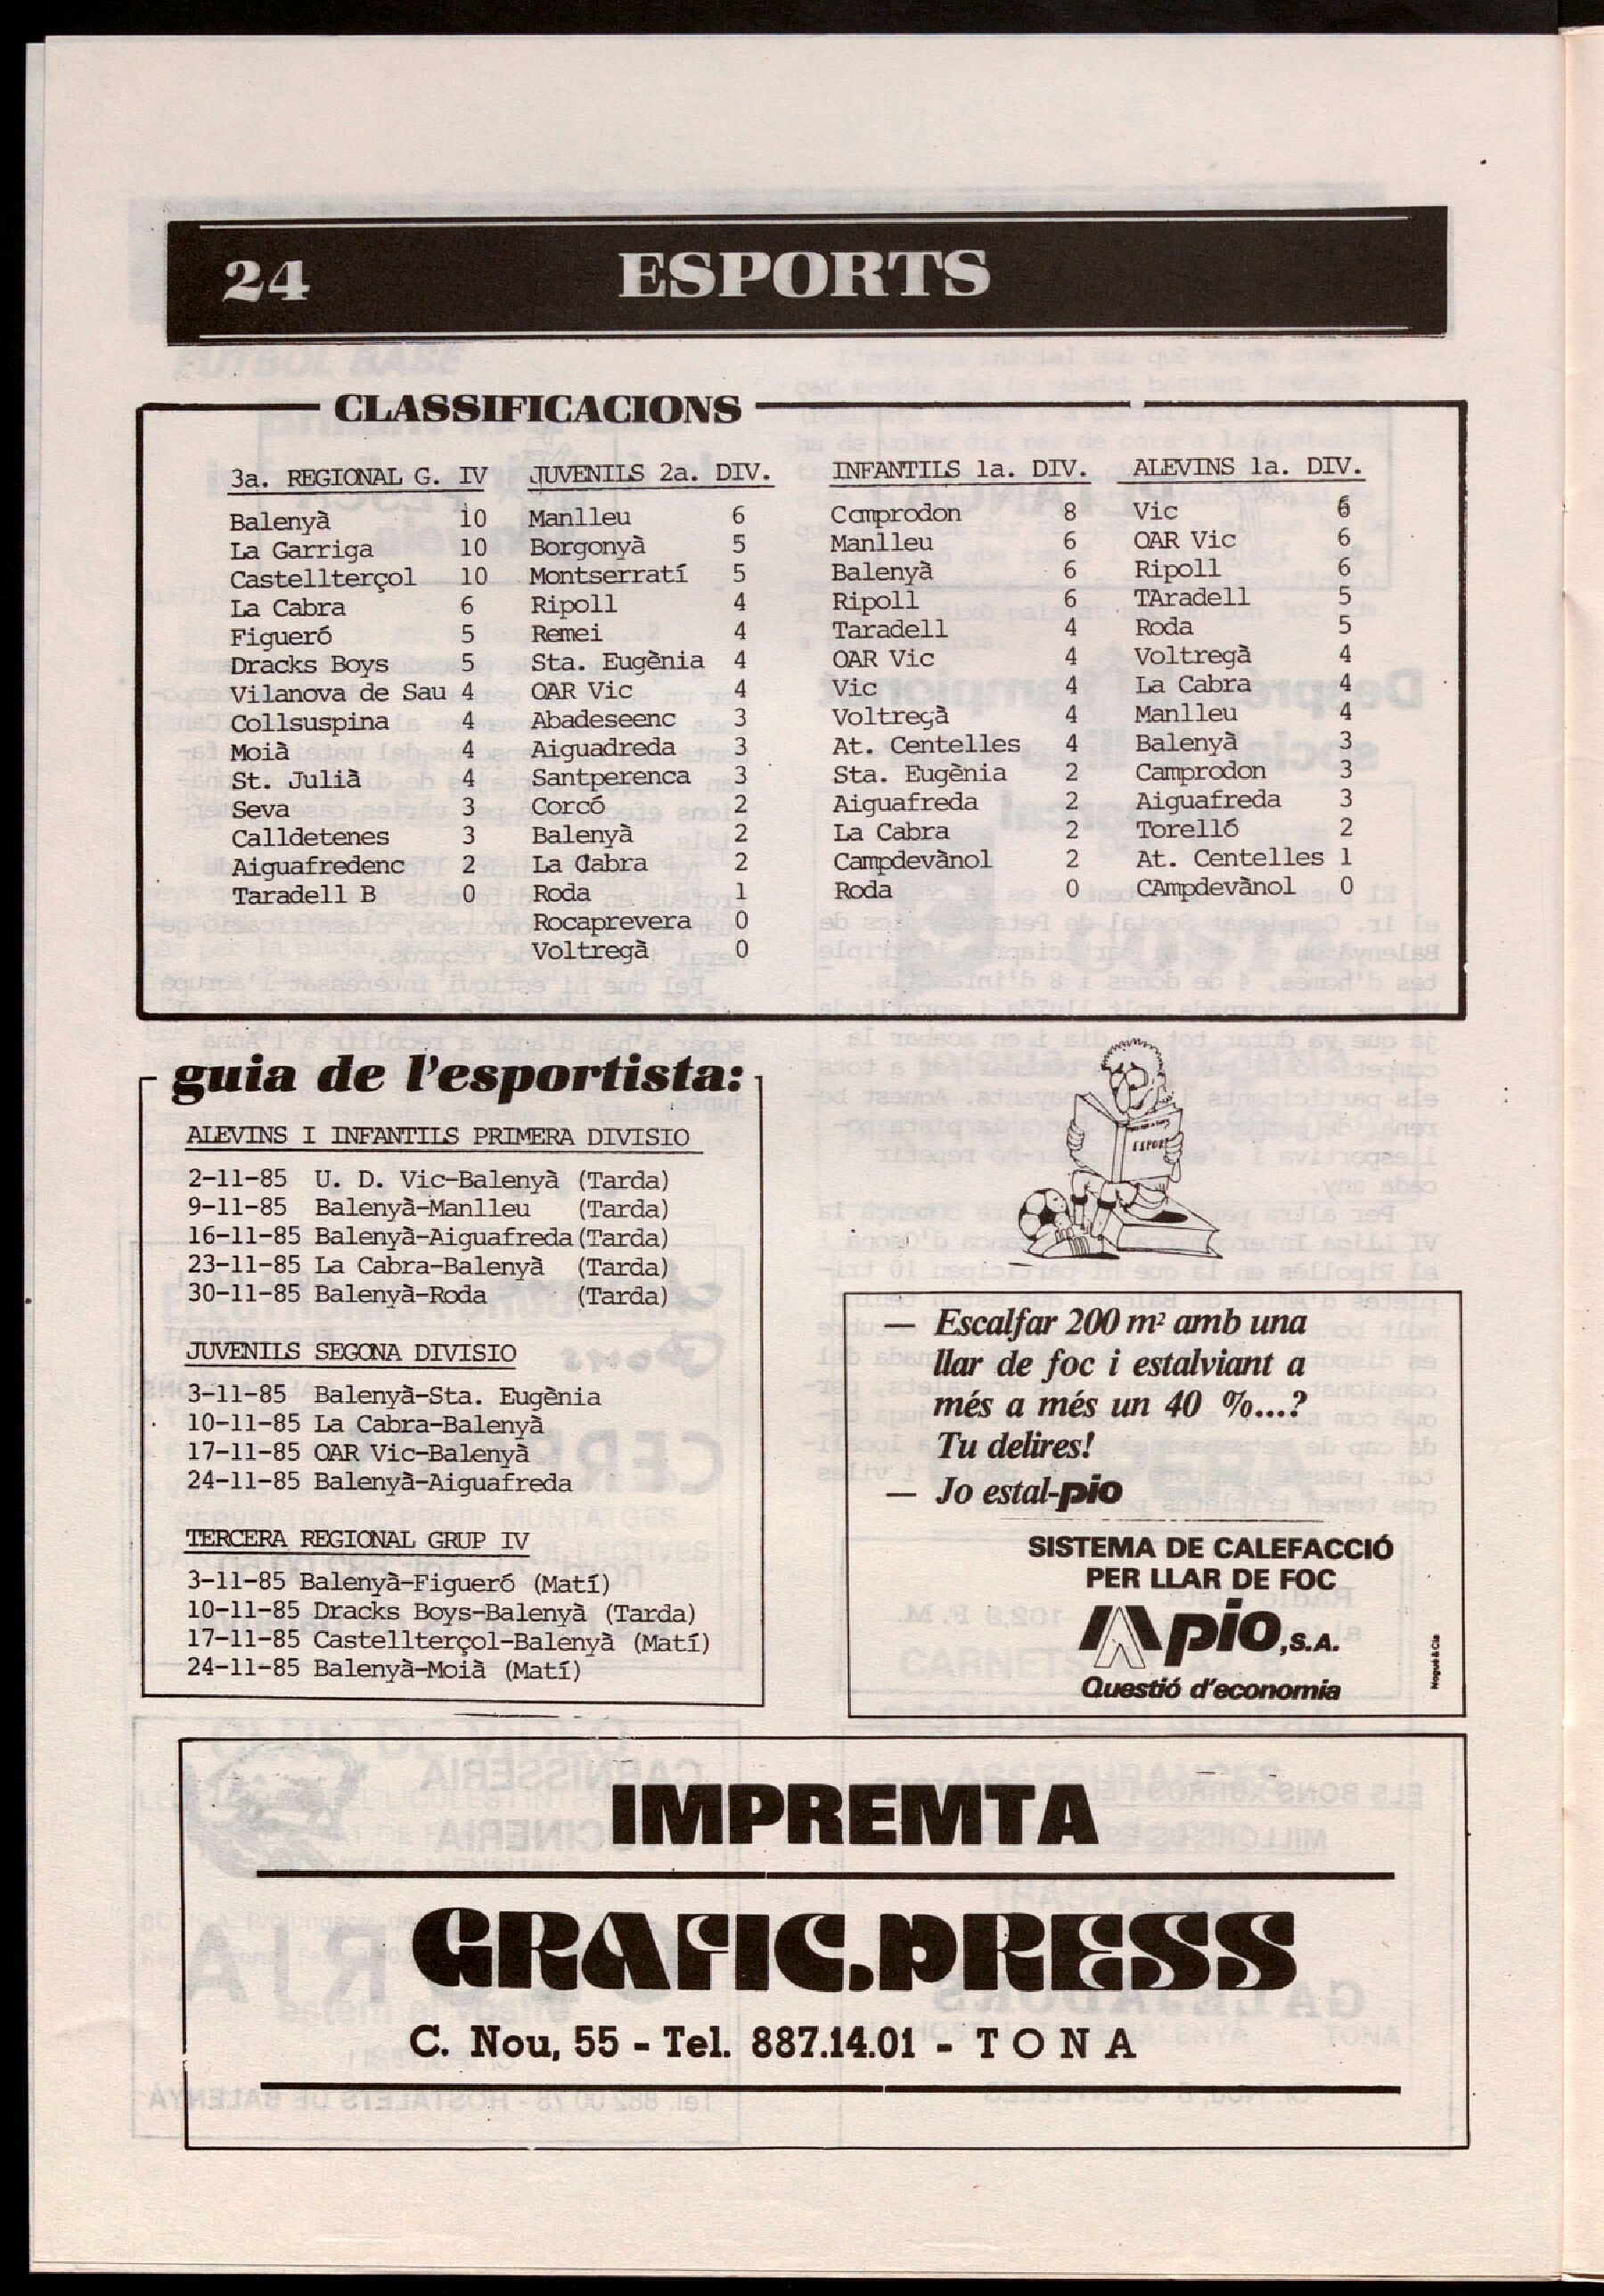 24 ESPORTS
CLASSIFICACIONS
3a. REGIONAL G. IV
Balenyà 10
La Garriga 10
Castellterçol 10
La Cabra 6
Figueró 5
Dracks Boys 5
Vilanova de Sau 4
Collsuspina 4
Moià 4
St. Julià 4
Seva 3
Calldetenes 3
Aiguafredenc 2
Taradell B 0
JUVENILS 2a. DIV.
Manlleu 6
Borgonyà 5
Montserratí 5
Ripoll 4
Remei 4
Sta. Eugènia 4
OAR Vic 4
Abadeseenc 3
Aiguadreda 3
Santperenca 3
Corcó 2
Balenyà 2
La Cabra 2
Roda 1
Rocaprevera 0
Voltregà 0
INFANTILS 1a. DIV.
Comprodon 8
Manlleu 6
Balenyà 6
Ripoll 6
Taradell 4
OAR Vic 4
Vic 4
Voltregà 4
At. Centelles 4
Sta. Eugènia 2
Aiguafreda 2
La Cabra 2
Campdevànol 2
Roda 0
ALEVINS 1a. DIV.
Vic 6
OAR Vic 6
Ripoll 6
TAradell 5
Roda 5
Voltregà 4
La Cabra 4
Manlleu 4
Balenyà 3
Camprodon 3
Aiguafreda 3
Torelló 2
At. Centelles 1
CAmpdevànol 0
guia de l'esportista:
ALEVINS I INFANTILS PRIMERA DIVISIO
2-11-85 U. D. Vic-Balenyà (Tarda)
9-11-85 Balenyà-Manlleu (Tarda)
16-11-85 Balenyà-Aiguafreda (Tarda)
23-11-85 La Cabra-Balenyà (Tarda)
30-11-85 Balenyà-Roda (Tarda)
JUVENILS SEGONA DIVISIO
3-11-85 Balenyà-Sta. Eugènia
10-11-85 La Cabra-Balenyà
17-11-85 OAR Vic-Balenyà
24-11-85 Balenyà-Aiguafreda
TERCERA REGIONAL GRUP IV
3-11-85 Balenyà-Figueró (Matí)
10-11-85 Dracks Boys-Balenyà (Tarda)
17-11-85 Castellterçol-Balenyà (Matí)
24-11-85 Balenyà-Moià (Matí)
ESPORT
— Escalfar 200 m² amb una
llar de foc i estalviant a
més a més un 40 %...?
Tu delires!
— Jo estal-pio
SISTEMA DE CALEFACCIÓ
PER LLAR DE FOC
pio, S.A.
Qüestió d'economia
Nogué & Cia
IMPREMTA
GRAFIC.PRESS
C. Nou, 55 - Tel. 887.14.01 - TONA